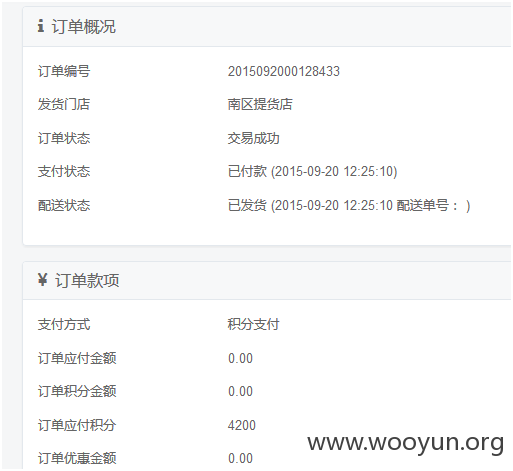 订单概况
订单编号 2015092000128433
发货门店 南区提货店
订单状态 交易成功
支付状态 已付款 (2015-09-20 12:25:10)
配送状态 已发货 (2015-09-20 12:25:10 配送单号： )
¥ 订单款项
支付方式 积分支付
订单应付金额 0.00
订单积分金额 0.00
订单应付积分 4200
订单优惠金额 0.00
www.wooyun.org